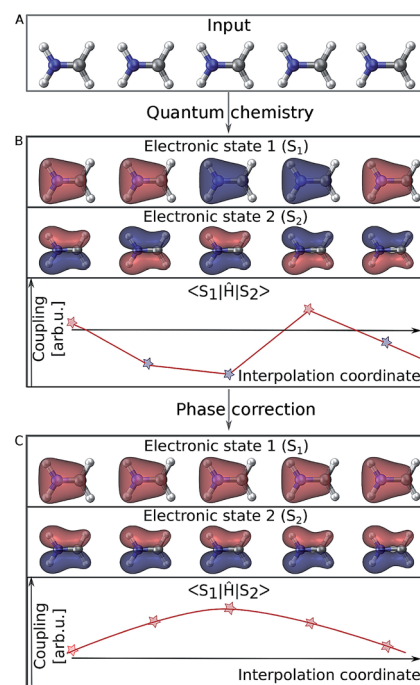 A
Input
Quantum chemistry
B
Electronic state 1 (S₁)
Electronic state 2 (S₂)
<S₁|Ĥ|S₂>
Coupling
[arb.u.]
Interpolation coordinate
Phase correction
C
Electronic state 1 (S₁)
Electronic state 2 (S₂)
<S₁|Ĥ|S₂>
Coupling
[arb.u.]
Interpolation coordinate